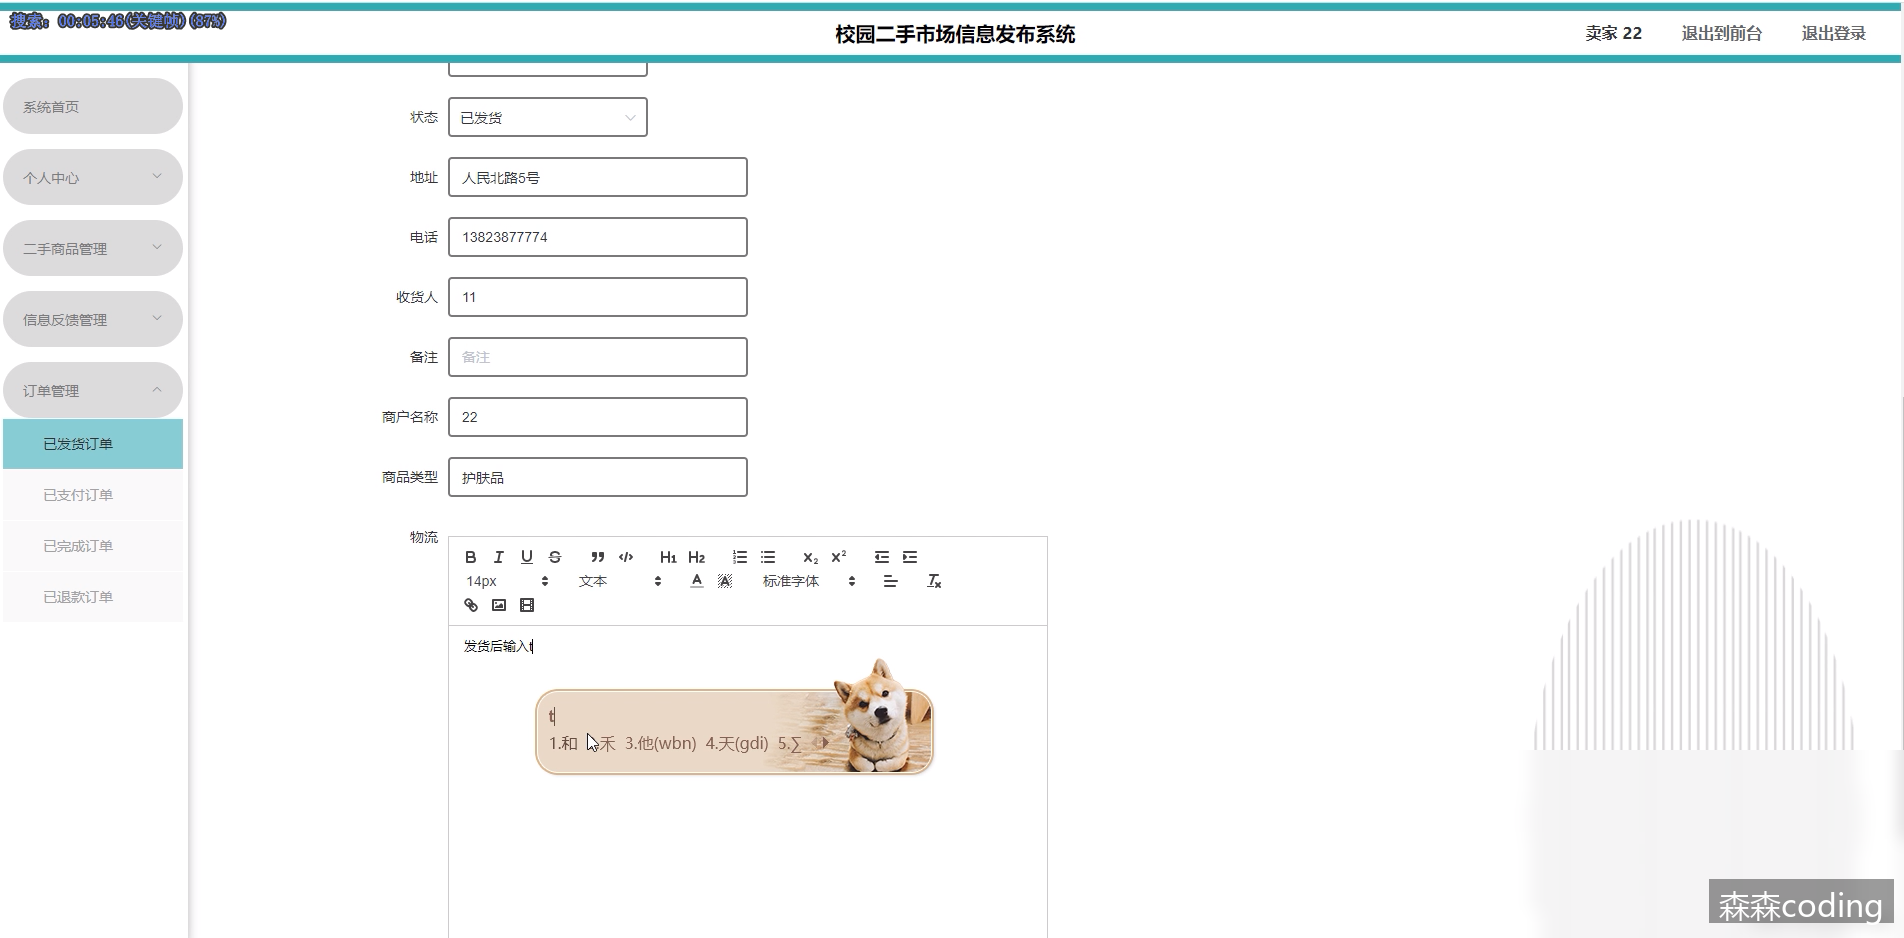 搜索: 00:05:46(关键帧) (87%)
校园二手市场信息发布系统
卖家 22
退出到前台
退出登录
系统首页
个人中心
二手商品管理
信息反馈管理
订单管理
已发货订单
已支付订单
已完成订单
已退款订单
状态 已发货
地址 人民北路5号
电话 13823877774
收货人 11
备注 备注
商户名称 22
商品类型 护肤品
物流
B I U S H1 H2 X2 X2
14px 文本 A A 标准字体 Tx
发货后输入t
t
1.和 禾 3.他(wbn) 4.天(gdi) 5.∑
森森coding